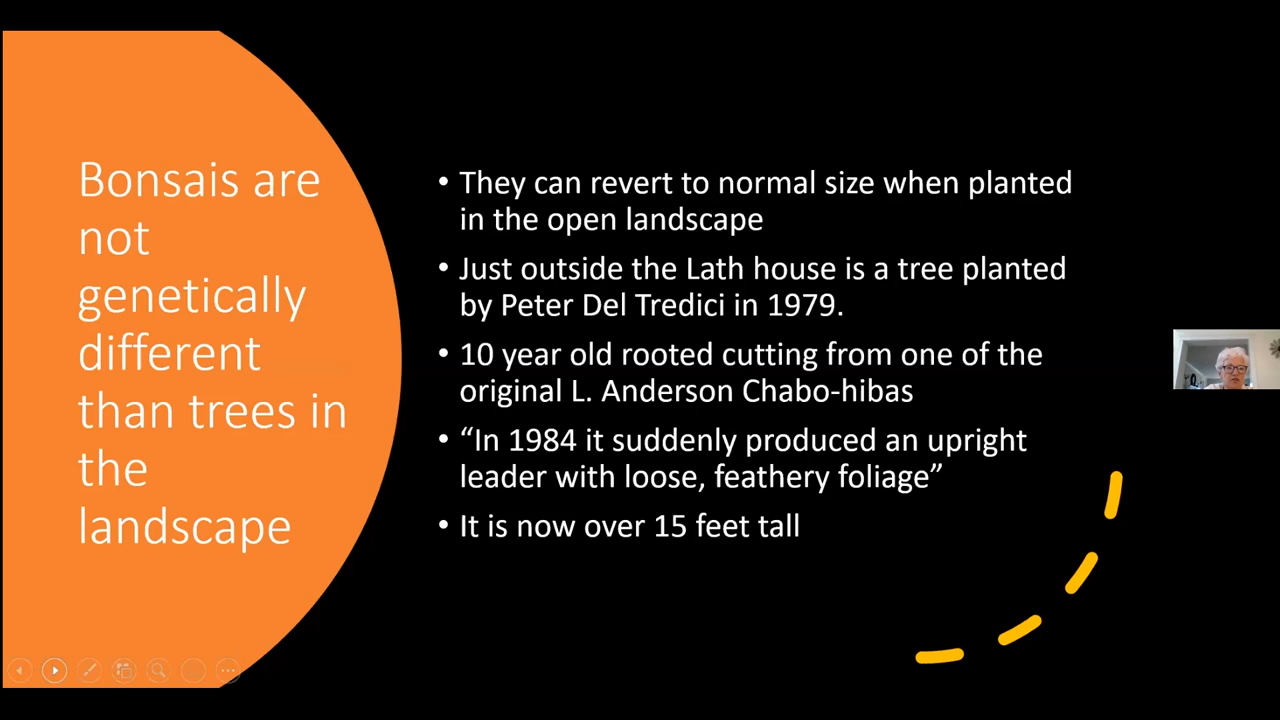 Bonsais are
not
genetically
different
than trees in
the
landscape
• They can revert to normal size when planted
in the open landscape
• Just outside the Lath house is a tree planted
by Peter Del Tredici in 1979.
• 10 year old rooted cutting from one of the
original L. Anderson Chabo-hibas
• “In 1984 it suddenly produced an upright
leader with loose, feathery foliage”
• It is now over 15 feet tall